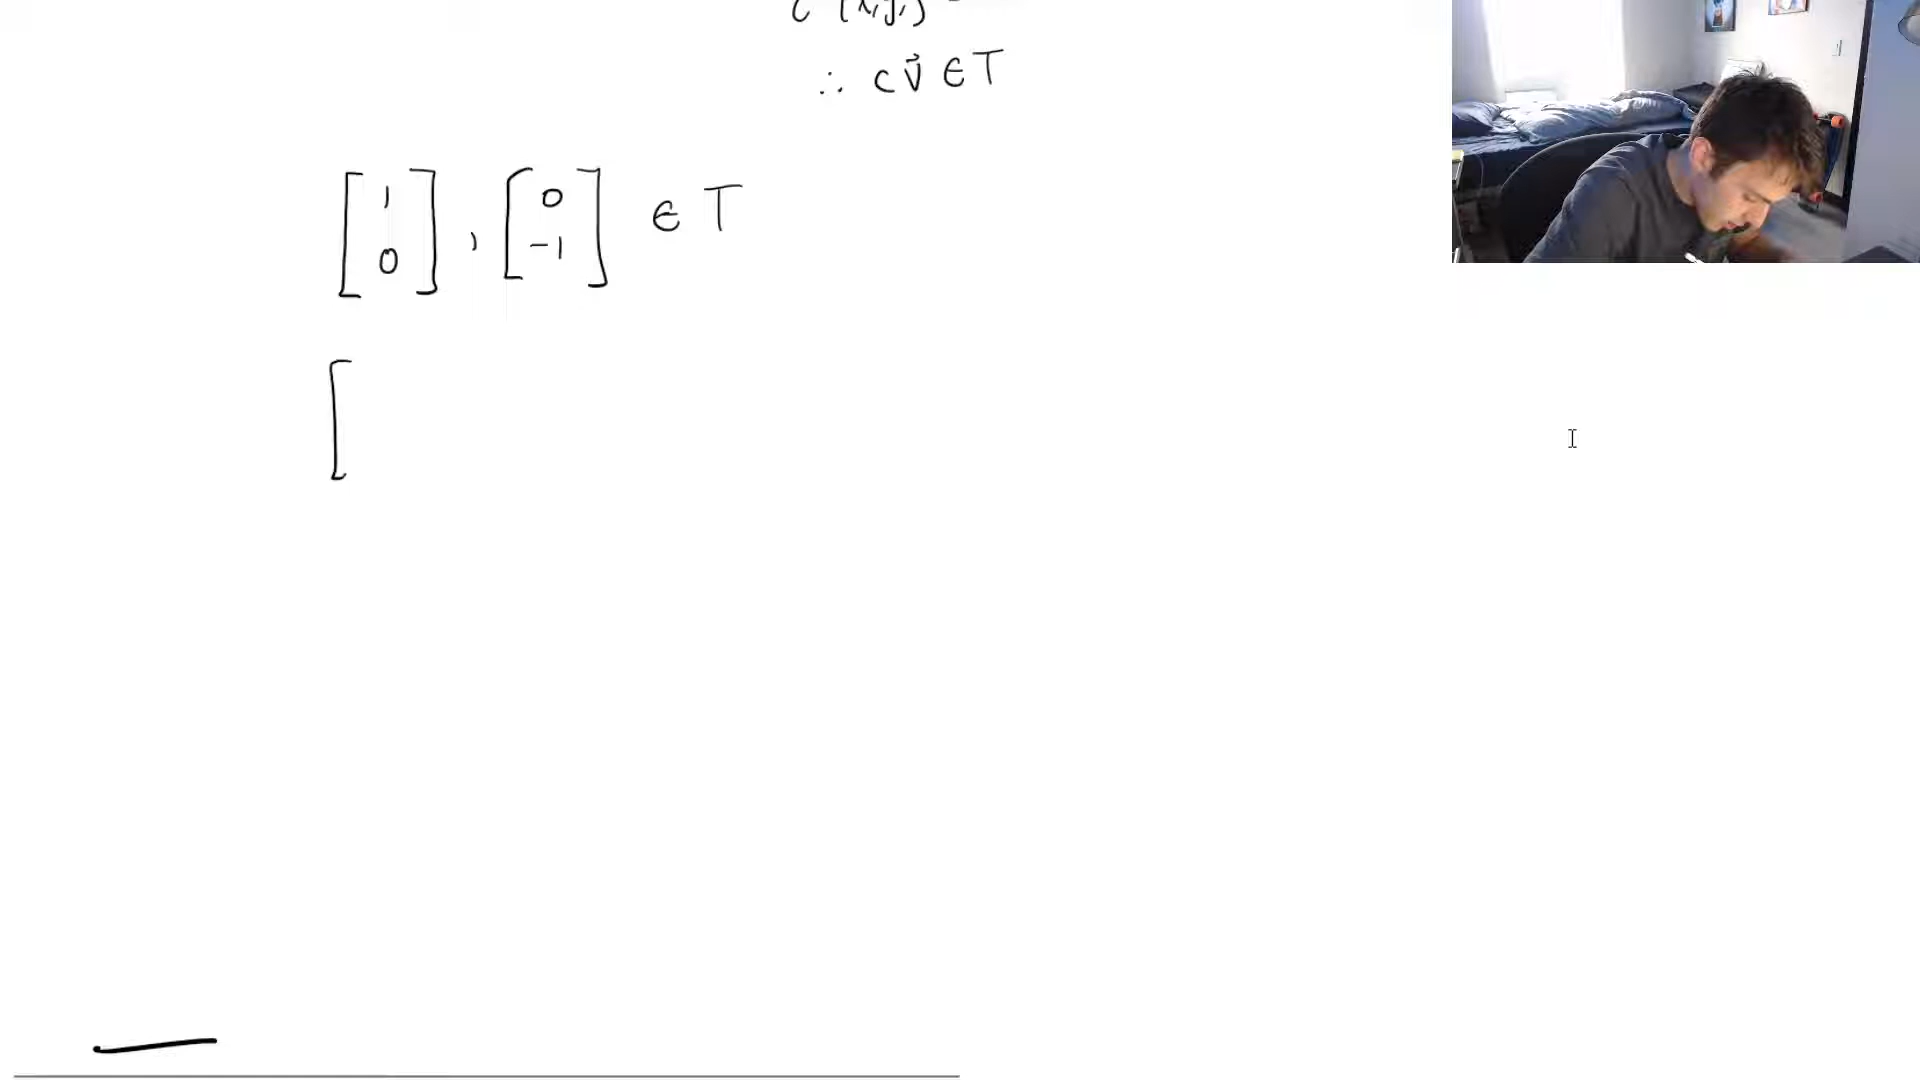 ∴ c v⃗ ∈ T
[1 0] , [0 -1] ∈ T
[